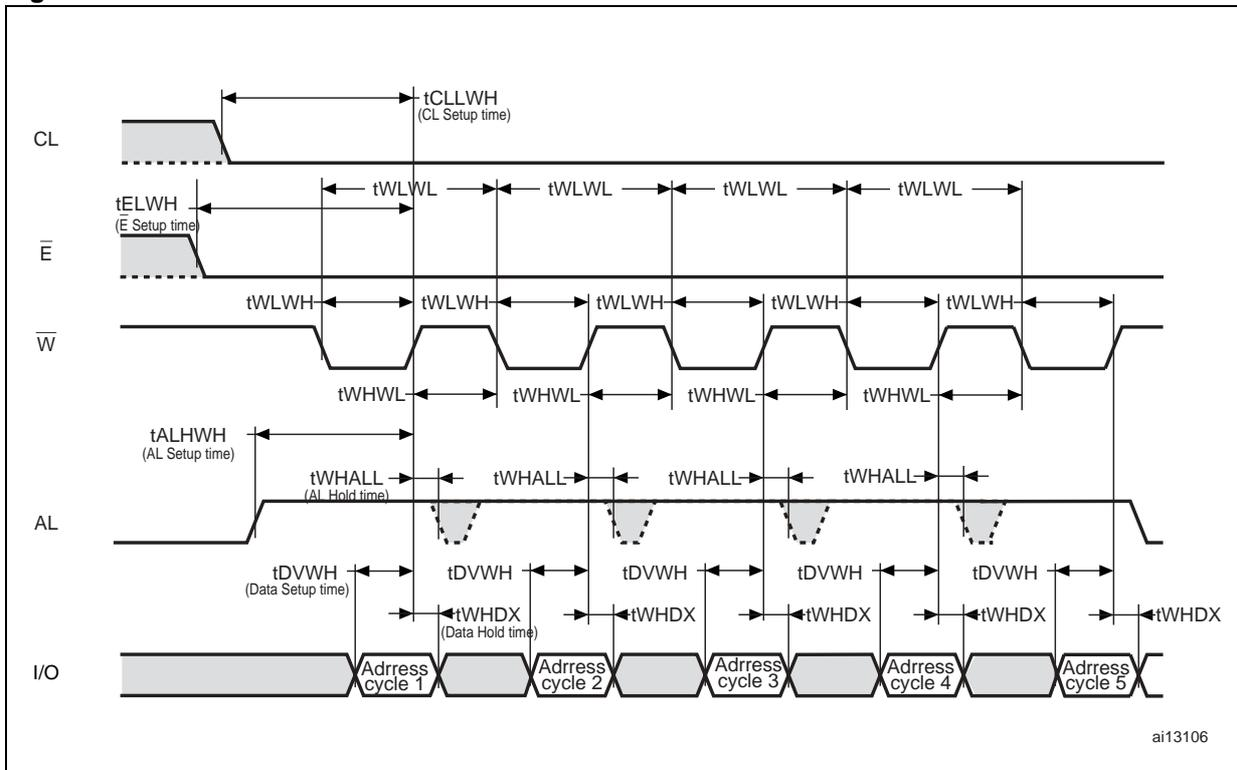 tCLLWH
(CL Setup time)
CL
tWLWL tWLWL tWLWL tWLWL
tELWH
(E̅ Setup time)
E̅
tWLWH tWLWH tWLWH tWLWH tWLWH
W̅
tWHWL tWHWL tWHWL tWHWL
tALHWH
(AL Setup time)
tWHALL tWHALL tWHALL tWHALL
(AL Hold time)
AL
tDVWH tDVWH tDVWH tDVWH tDVWH
(Data Setup time)
tWHDX tWHDX tWHDX tWHDX tWHDX
(Data Hold time)
I/O
Adrress cycle 1
Adrress cycle 2
Adrress cycle 3
Adrress cycle 4
Adrress cycle 5
ai13106